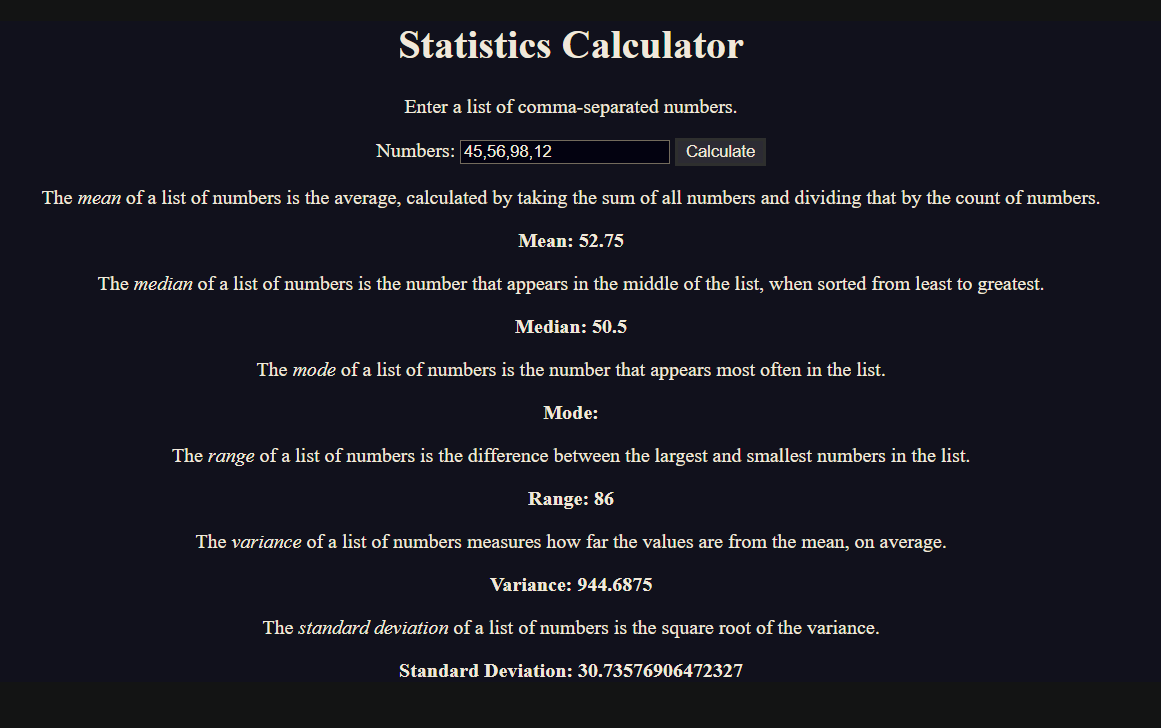 Statistics Calculator
Enter a list of comma-separated numbers.
Numbers: 45,56,98,12 Calculate
The mean of a list of numbers is the average, calculated by taking the sum of all numbers and dividing that by the count of numbers.
Mean: 52.75
The median of a list of numbers is the number that appears in the middle of the list, when sorted from least to greatest.
Median: 50.5
The mode of a list of numbers is the number that appears most often in the list.
Mode:
The range of a list of numbers is the difference between the largest and smallest numbers in the list.
Range: 86
The variance of a list of numbers measures how far the values are from the mean, on average.
Variance: 944.6875
The standard deviation of a list of numbers is the square root of the variance.
Standard Deviation: 30.73576906472327